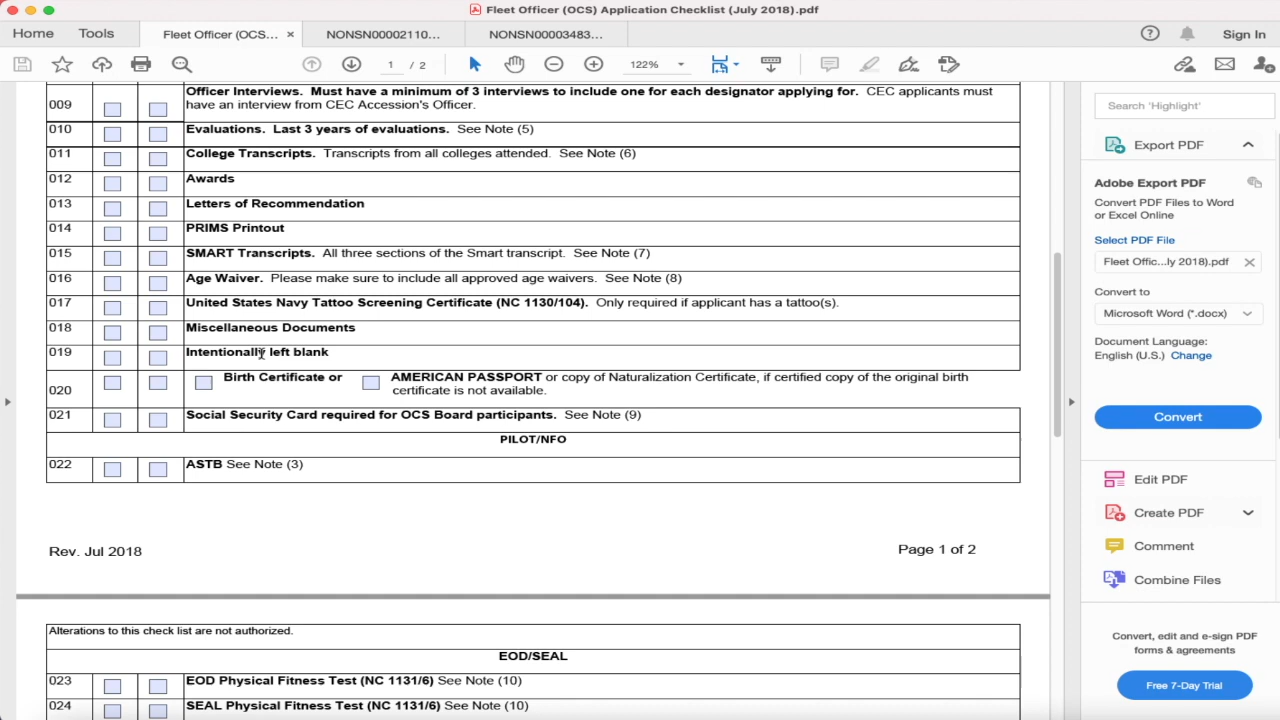 Fleet Officer (OCS) Application Checklist (July 2018).pdf
Home Tools Fleet Officer (OCS... × NONSN00002110... NONSN00003483... Sign In
1 / 2 122%
Search 'Highlight'
009 Officer Interviews. Must have a minimum of 3 interviews to include one for each designator applying for. CEC applicants must
have an interview from CEC Accession's Officer.
010 Evaluations. Last 3 years of evaluations. See Note (5)
011 College Transcripts. Transcripts from all colleges attended. See Note (6)
012 Awards
013 Letters of Recommendation
014 PRIMS Printout
015 SMART Transcripts. All three sections of the Smart transcript. See Note (7)
016 Age Waiver. Please make sure to include all approved age waivers. See Note (8)
017 United States Navy Tattoo Screening Certificate (NC 1130/104). Only required if applicant has a tattoo(s).
018 Miscellaneous Documents
019 Intentionally left blank
020 Birth Certificate or AMERICAN PASSPORT or copy of Naturalization Certificate, if certified copy of the original birth
certificate is not available.
021 Social Security Card required for OCS Board participants. See Note (9)
PILOT/NFO
022 ASTB See Note (3)
Rev. Jul 2018 Page 1 of 2
Alterations to this check list are not authorized.
EOD/SEAL
023 EOD Physical Fitness Test (NC 1131/6) See Note (10)
024 SEAL Physical Fitness Test (NC 1131/6) See Note (10)
Export PDF
Adobe Export PDF
Convert PDF Files to Word
or Excel Online
Select PDF File
Fleet Offic...ly 2018).pdf
Convert to
Microsoft Word (*.docx)
Document Language:
English (U.S.) Change
Convert
Edit PDF
Create PDF
Comment
Combine Files
Convert, edit and e-sign PDF
forms & agreements
Free 7-Day Trial